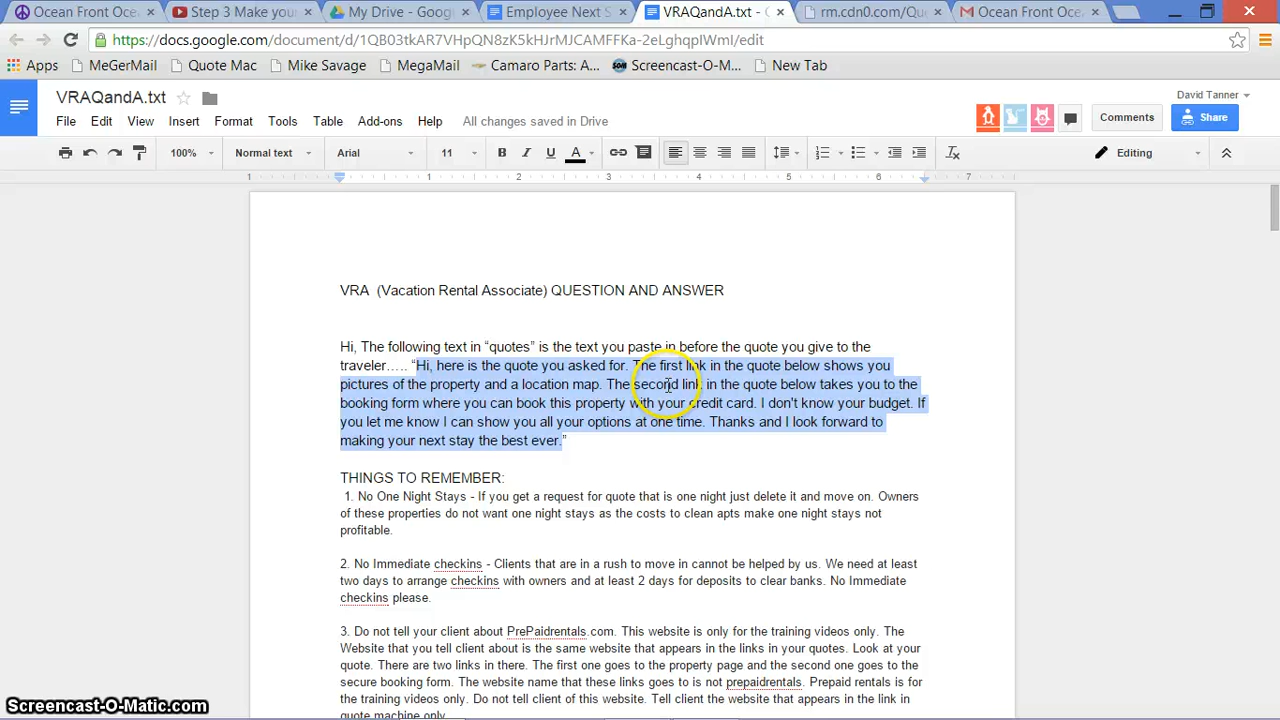 Ocean Front Oce Step 3 Make your My Drive - Goog Employee Next S VRAQandA.txt - rm.cdn0.com/Qu Ocean Front Oce
https://docs.google.com/document/d/1QB03tkAR7VHpQN8zK5kHJrMJCAMFFKa-2eLghqpIWmI/edit
Apps MeGerMail Quote Mac Mike Savage MegaMail Camaro Parts: A... Screencast-O-M... New Tab
David Tanner
VRAQandA.txt
File Edit View Insert Format Tools Table Add-ons Help All changes saved in Drive
Comments Share
100% Normal text Arial 11 B I U A Editing
1 1 2 3 4 5 6 7
VRA (Vacation Rental Associate) QUESTION AND ANSWER
Hi, The following text in “quotes” is the text you paste in before the quote you give to the
traveler….. “Hi, here is the quote you asked for. The first link in the quote below shows you
pictures of the property and a location map. The second link in the quote below takes you to the
booking form where you can book this property with your credit card. I don't know your budget. If
you let me know I can show you all your options at one time. Thanks and I look forward to
making your next stay the best ever.”
THINGS TO REMEMBER:
1. No One Night Stays - If you get a request for quote that is one night just delete it and move on. Owners
of these properties do not want one night stays as the costs to clean apts make one night stays not
profitable.
2. No Immediate checkins - Clients that are in a rush to move in cannot be helped by us. We need at least
two days to arrange checkins with owners and at least 2 days for deposits to clear banks. No Immediate
checkins please.
3. Do not tell your client about PrePaidrentals.com. This website is only for the training videos only. The
Website that you tell client about is the same website that appears in the links in your quotes. Look at your
quote. There are two links in there. The first one goes to the property page and the second one goes to the
secure booking form. The website name that these links goes to is not prepaidrentals. Prepaid rentals is for
the training videos only. Do not tell client of this website. Tell client the website that appears in the link in
quote machine only.
Screencast-O-Matic.com